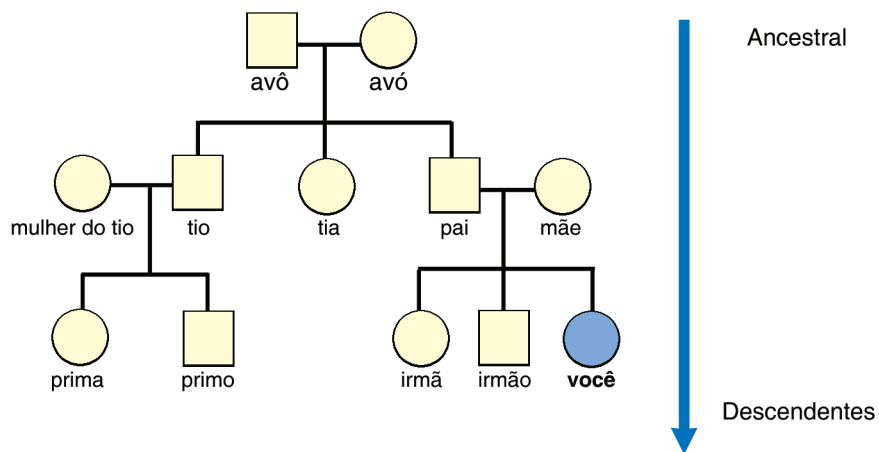 Ancestral
avô
avó
mulher do tio
tio
tia
pai
mãe
prima
primo
irmã
irmão
você
Descendentes